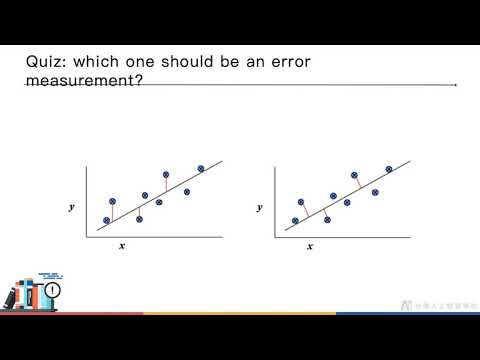 Quiz: which one should be an error
measurement?
y
x
y
x